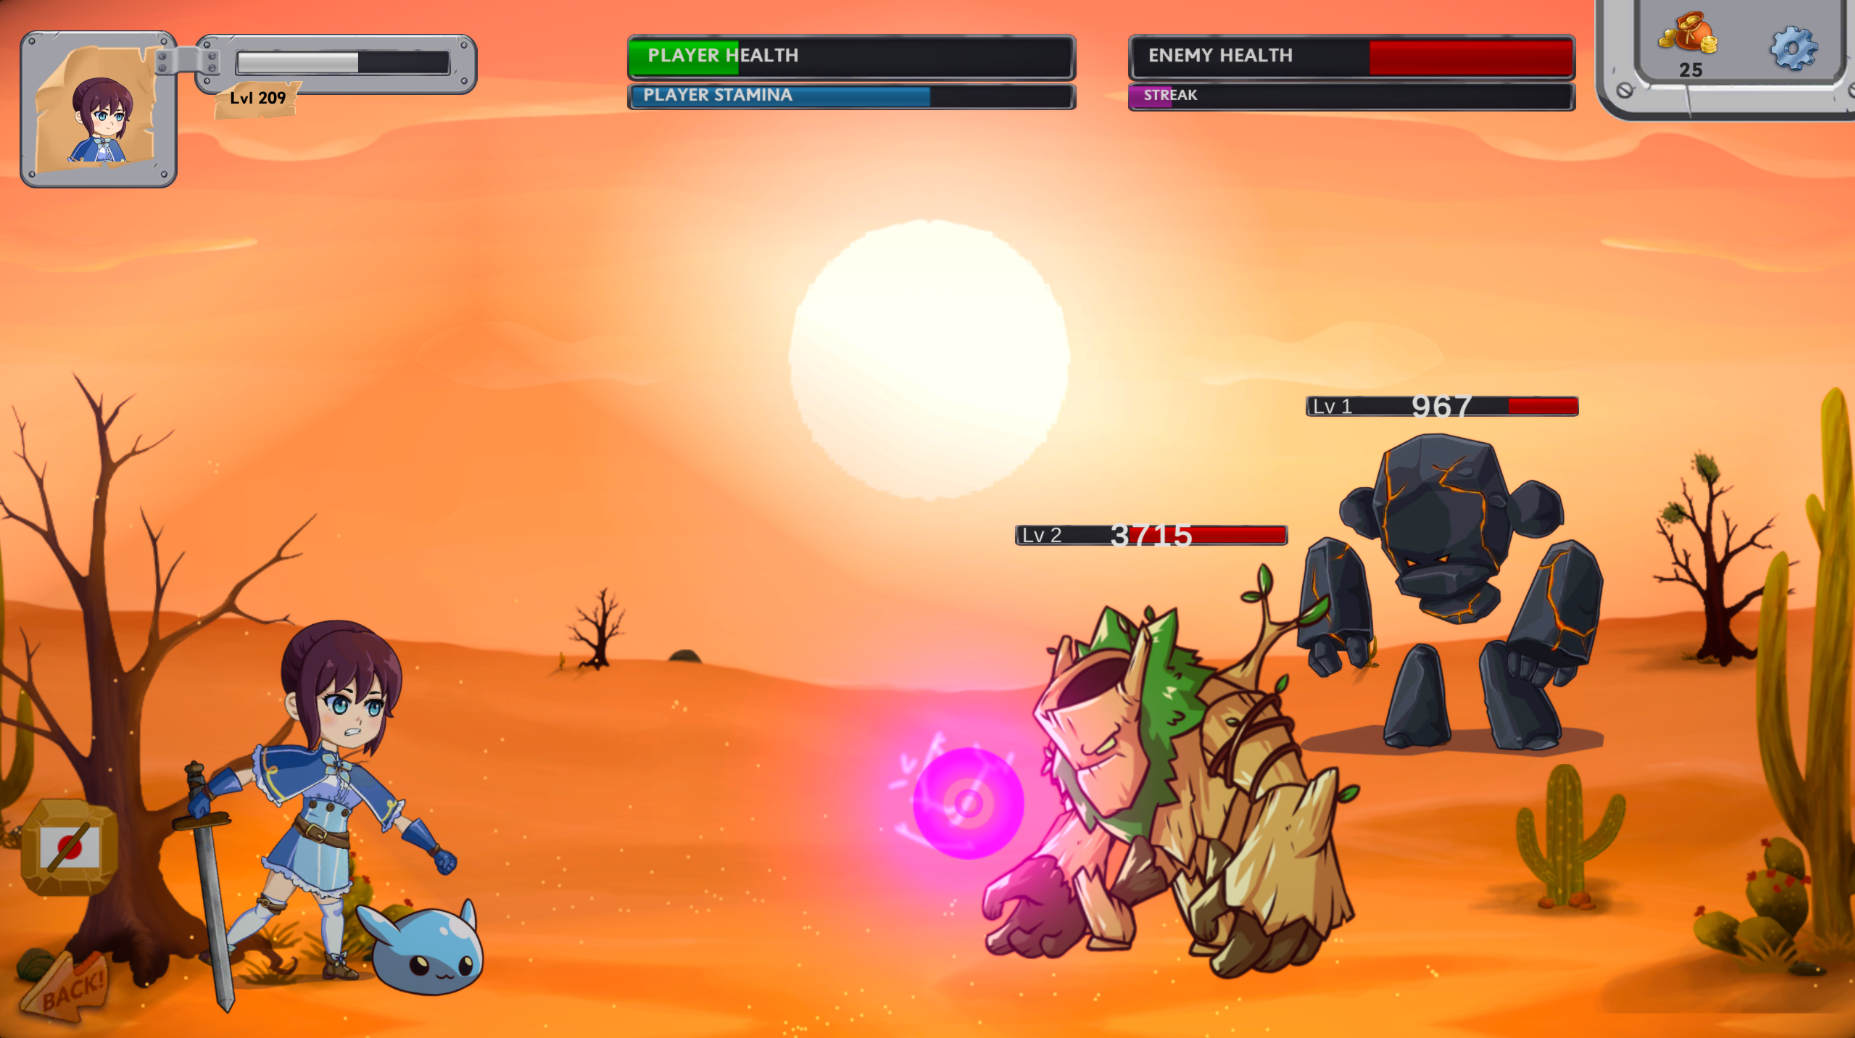 PLAYER HEALTH
ENEMY HEALTH
PLAYER STAMINA
STREAK
25
Lvl 209
Lv 1
967
Lv 2
3715
BACK!